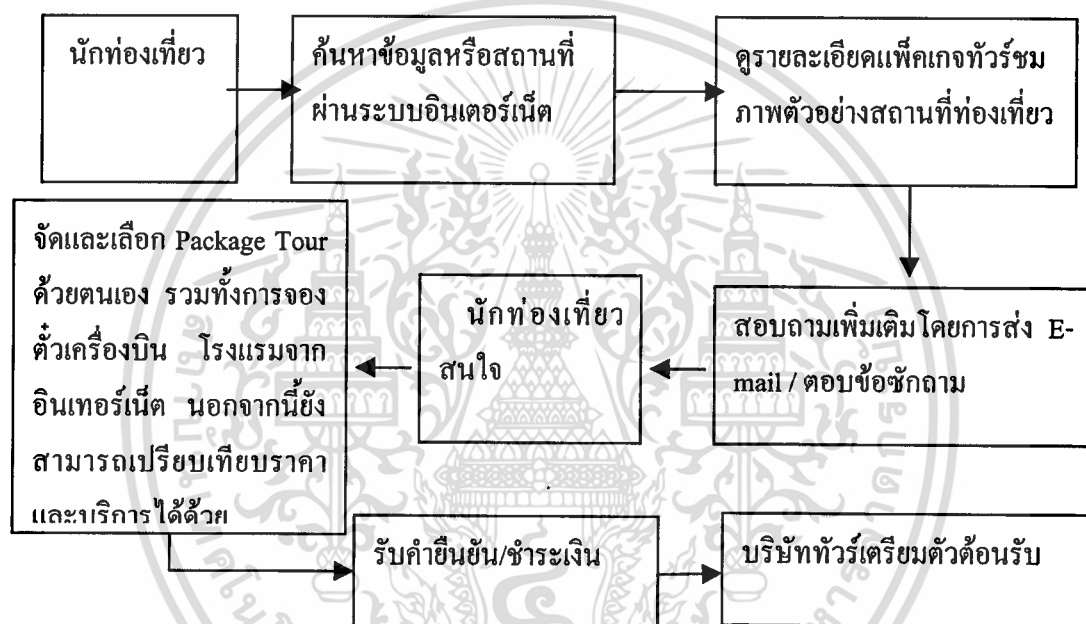 นักท่องเที่ยว
ค้นหาข้อมูลหรือสถานที่
ผ่านระบบอินเตอร์เน็ต
ดูรายละเอียดแพ็คเกจทัวร์ชม
ภาพตัวอย่างสถานที่ท่องเที่ยว
สอบถามเพิ่มเติมโดยการส่ง E-
mail / ตอบข้อซักถาม
นักท่องเที่ยว
สนใจ
จัดและเลือก Package Tour
ด้วยตนเอง รวมทั้งการจอง
ตั๋วเครื่องบิน โรงแรมจาก
อินเทอร์เน็ต นอกจากนี้ยัง
สามารถเปรียบเทียบราคา
และบริการได้ด้วย
รับคำยืนยัน/ชำระเงิน
บริษัททัวร์เตรียมตัวต้อนรับ